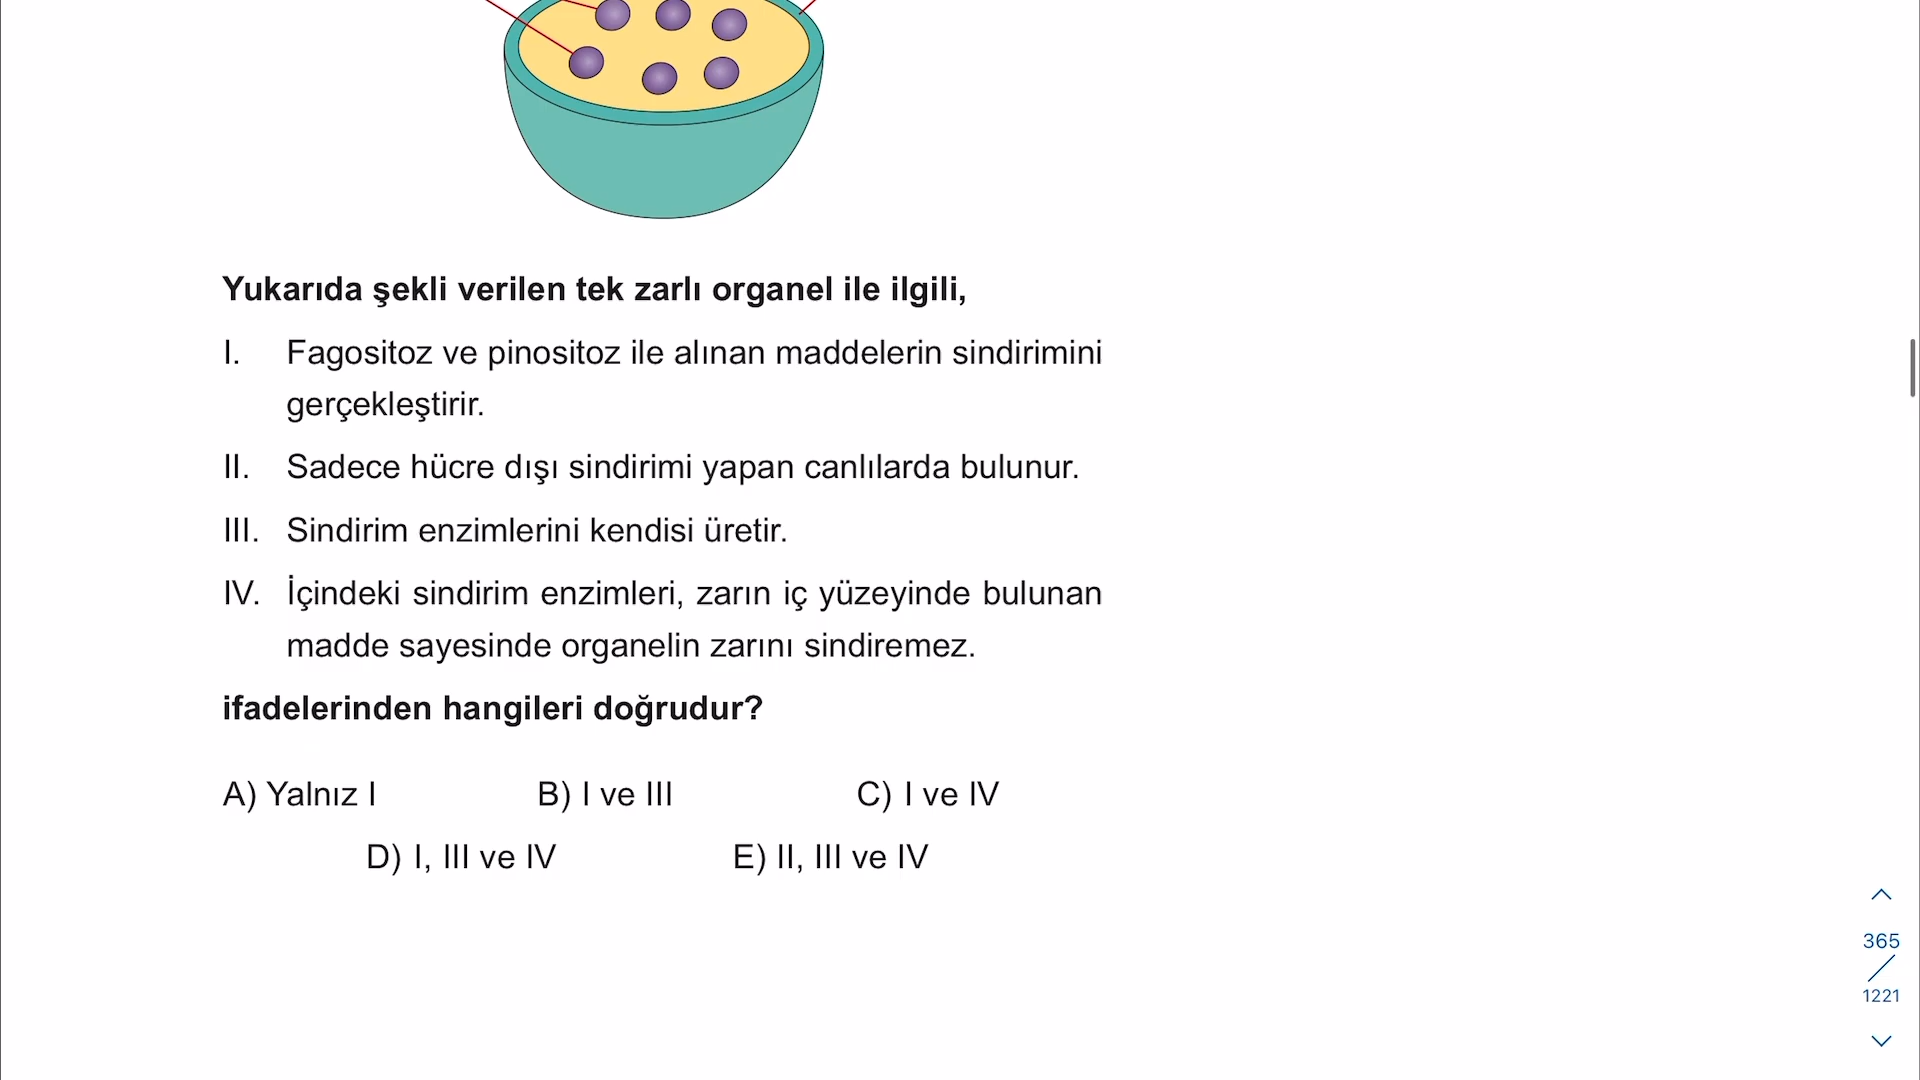 Yukarıda şekli verilen tek zarlı organel ile ilgili,
I. Fagositoz ve pinositoz ile alınan maddelerin sindirimini
gerçekleştirir.
II. Sadece hücre dışı sindirimi yapan canlılarda bulunur.
III. Sindirim enzimlerini kendisi üretir.
IV. İçindeki sindirim enzimleri, zarın iç yüzeyinde bulunan
madde sayesinde organelin zarını sindiremez.
ifadelerinden hangileri doğrudur?
A) Yalnız I B) I ve III C) I ve IV
D) I, III ve IV E) II, III ve IV
365
1221